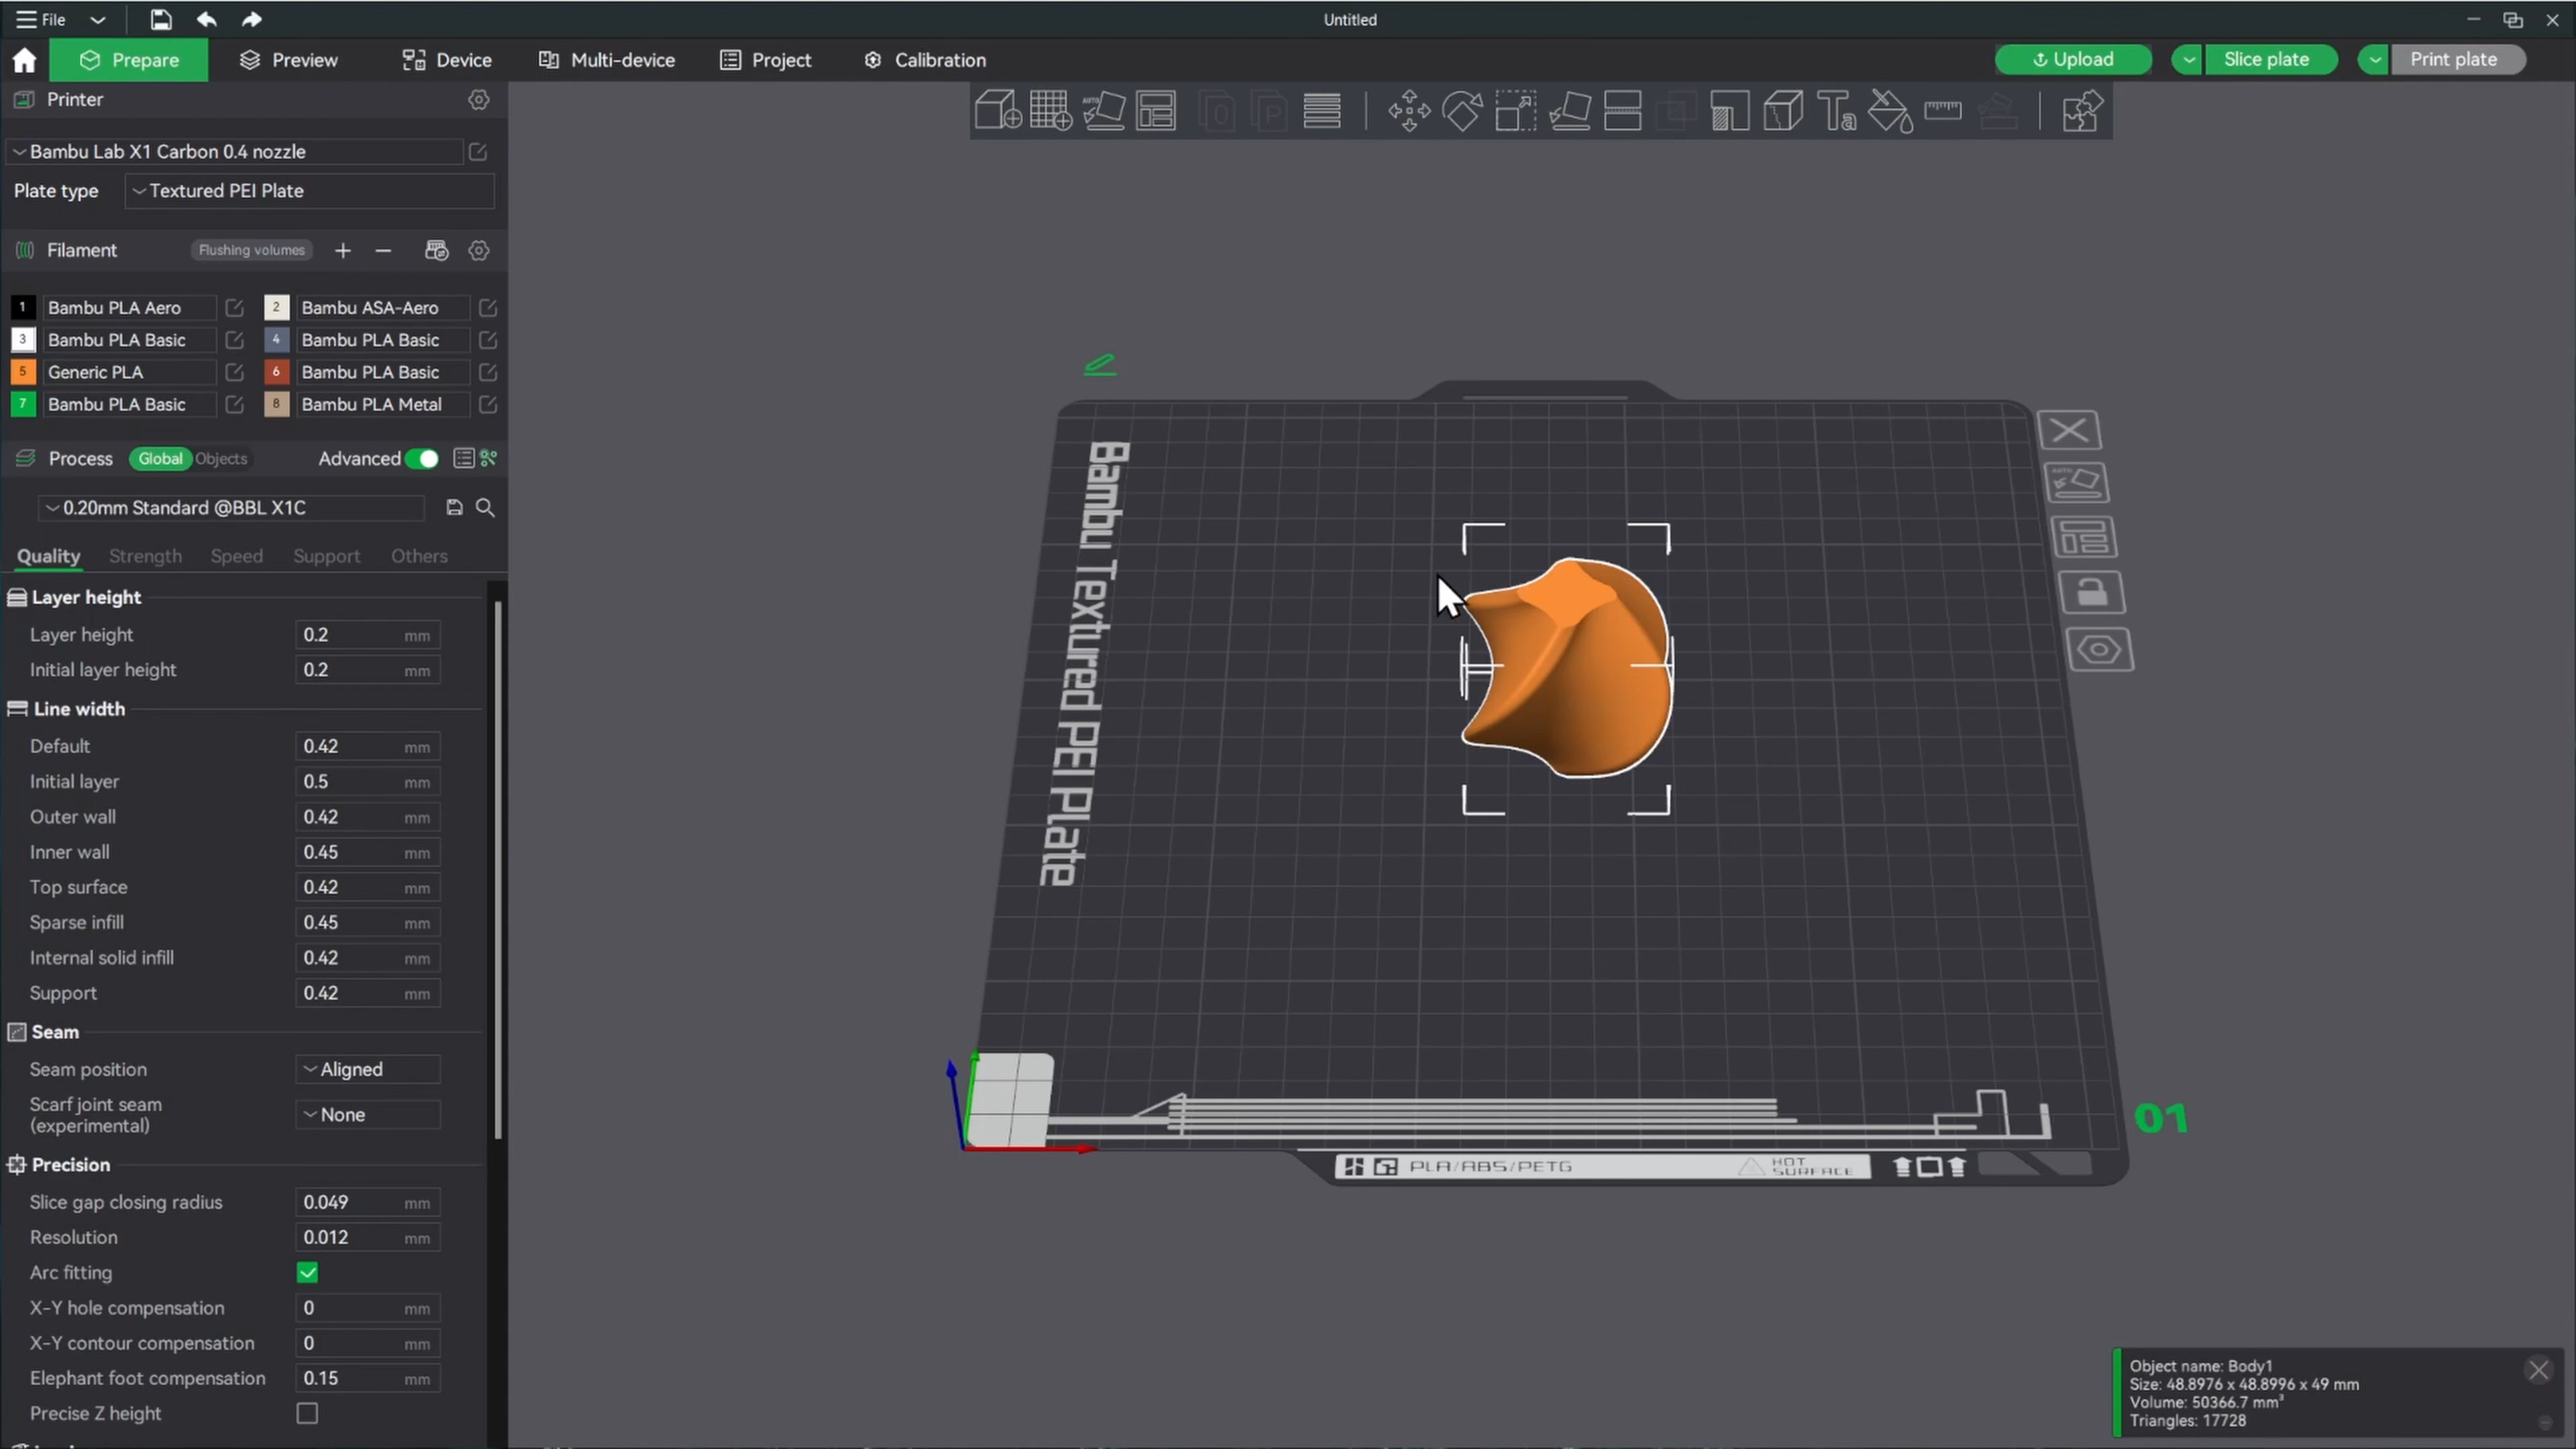 File
Untitled
Prepare
Preview
Device
Multi-device
Project
Calibration
Upload
Slice plate
Print plate
Printer
Bambu Lab X1 Carbon 0.4 nozzle
Plate type Textured PEI Plate
Filament Flushing volumes
1 Bambu PLA Aero
2 Bambu ASA-Aero
3 Bambu PLA Basic
4 Bambu PLA Basic
5 Generic PLA
6 Bambu PLA Basic
7 Bambu PLA Basic
8 Bambu PLA Metal
Process Global Objects Advanced
0.20mm Standard @BBL X1C
Quality Strength Speed Support Others
Layer height
Layer height 0.2 mm
Initial layer height 0.2 mm
Line width
Default 0.42 mm
Initial layer 0.5 mm
Outer wall 0.42 mm
Inner wall 0.45 mm
Top surface 0.42 mm
Sparse infill 0.45 mm
Internal solid infill 0.42 mm
Support 0.42 mm
Seam
Seam position Aligned
Scarf joint seam
(experimental) None
Precision
Slice gap closing radius 0.049 mm
Resolution 0.012 mm
Arc fitting
X-Y hole compensation 0 mm
X-Y contour compensation 0 mm
Elephant foot compensation 0.15 mm
Precise Z height
AUTO
O
P
Ta
Bambu Textured PEI Plate
AUTO
01
PLA/ABS/PETG
HOT
SURFACE
Object name: Body1
Size: 48.8976 x 48.8996 x 49 mm
Volume: 50366.7 mm³
Triangles: 17728